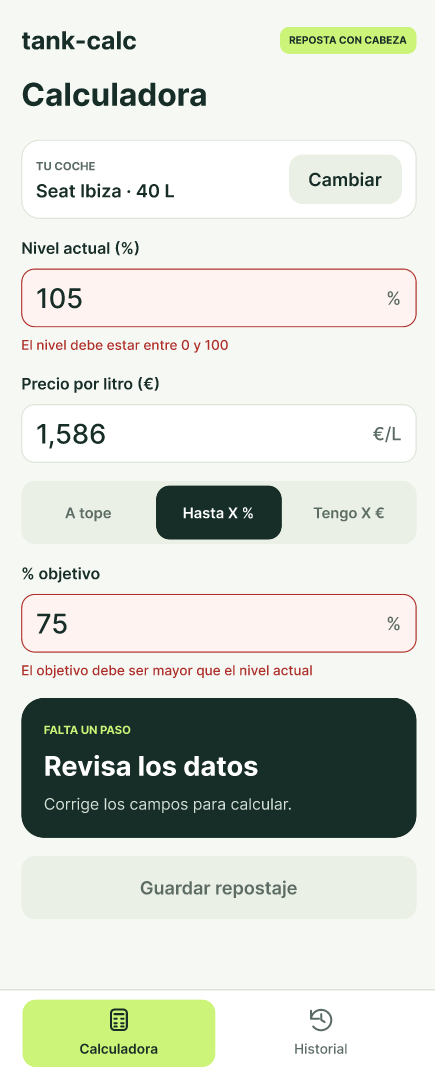 tank-calc
REPOSTA CON CABEZA
Calculadora
TU COCHE
Seat Ibiza · 40 L
Cambiar
Nivel actual (%)
105 %
El nivel debe estar entre 0 y 100
Precio por litro (€)
1,586 €/L
A tope Hasta X % Tengo X €
% objetivo
75 %
El objetivo debe ser mayor que el nivel actual
FALTA UN PASO
Revisa los datos
Corrige los campos para calcular.
Guardar repostaje
Calculadora Historial